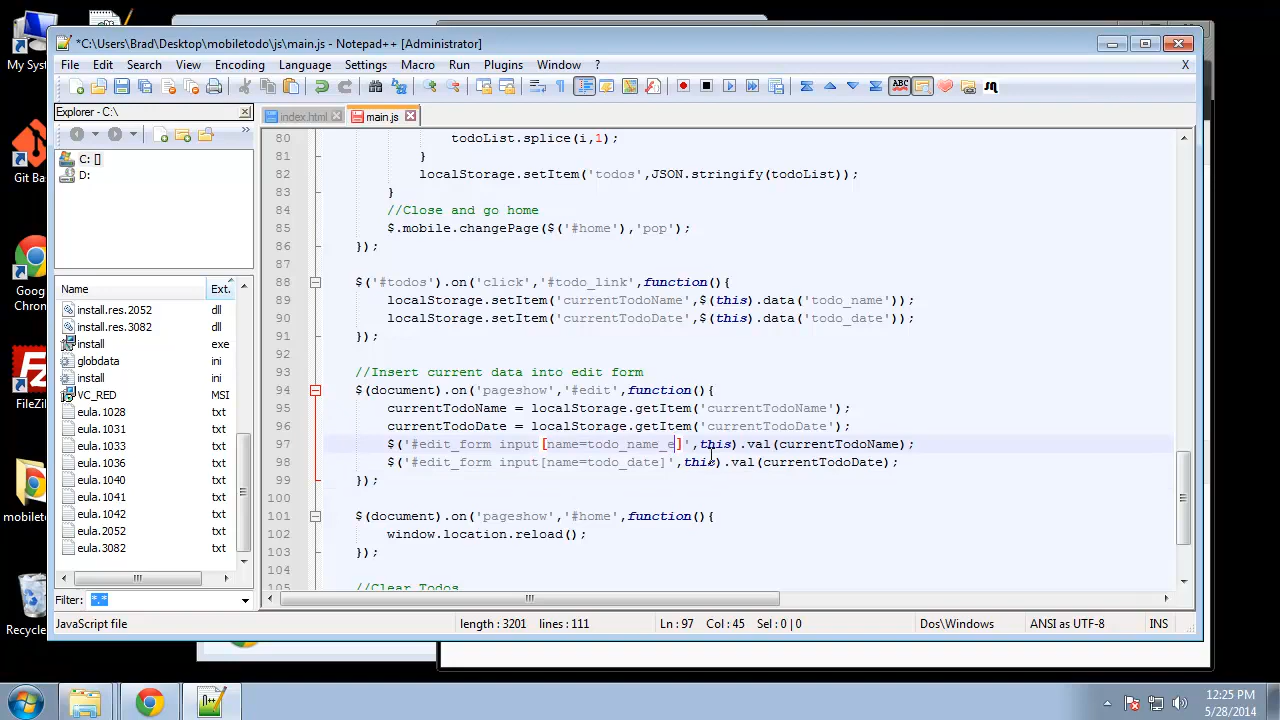 *C:\Users\Brad\Desktop\mobiletodo\js\main.js - Notepad++ [Administrator]
File Edit Search View Encoding Language Settings Macro Run Plugins Window ? X
Explorer - C:\
index.html main.js
C: []
D:
Name Ext.
install.res.2052 dll
install.res.3082 dll
install exe
globdata ini
install ini
VC_RED MSI
eula.1028 txt
eula.1031 txt
eula.1033 txt
eula.1036 txt
eula.1040 txt
eula.1041 txt
eula.1042 txt
eula.2052 txt
eula.3082 txt
Filter: *.*
80 todoList.splice(i,1);
81 }
82 localStorage.setItem('todos',JSON.stringify(todoList));
83 }
84 //Close and go home
85 $.mobile.changePage($('#home'),'pop');
86 });
87
88 $('#todos').on('click','#todo_link',function(){
89 localStorage.setItem('currentTodoName',$(this).data('todo_name'));
90 localStorage.setItem('currentTodoDate',$(this).data('todo_date'));
91 });
92
93 //Insert current data into edit form
94 $(document).on('pageshow','#edit',function(){
95 currentTodoName = localStorage.getItem('currentTodoName');
96 currentTodoDate = localStorage.getItem('currentTodoDate');
97 $('#edit_form input[name=todo_name_e]',this).val(currentTodoName);
98 $('#edit_form input[name=todo_date]',this).val(currentTodoDate);
99 });
100
101 $(document).on('pageshow','#home',function(){
102 window.location.reload();
103 });
104
105 //Clear Todos
JavaScript file length : 3201 lines : 111 Ln : 97 Col : 45 Sel : 0 | 0 Dos\Windows ANSI as UTF-8 INS
My Sys
Git Ba
Goog
Chron
FileZil
mobilet
Recycle
12:25 PM
5/28/2014